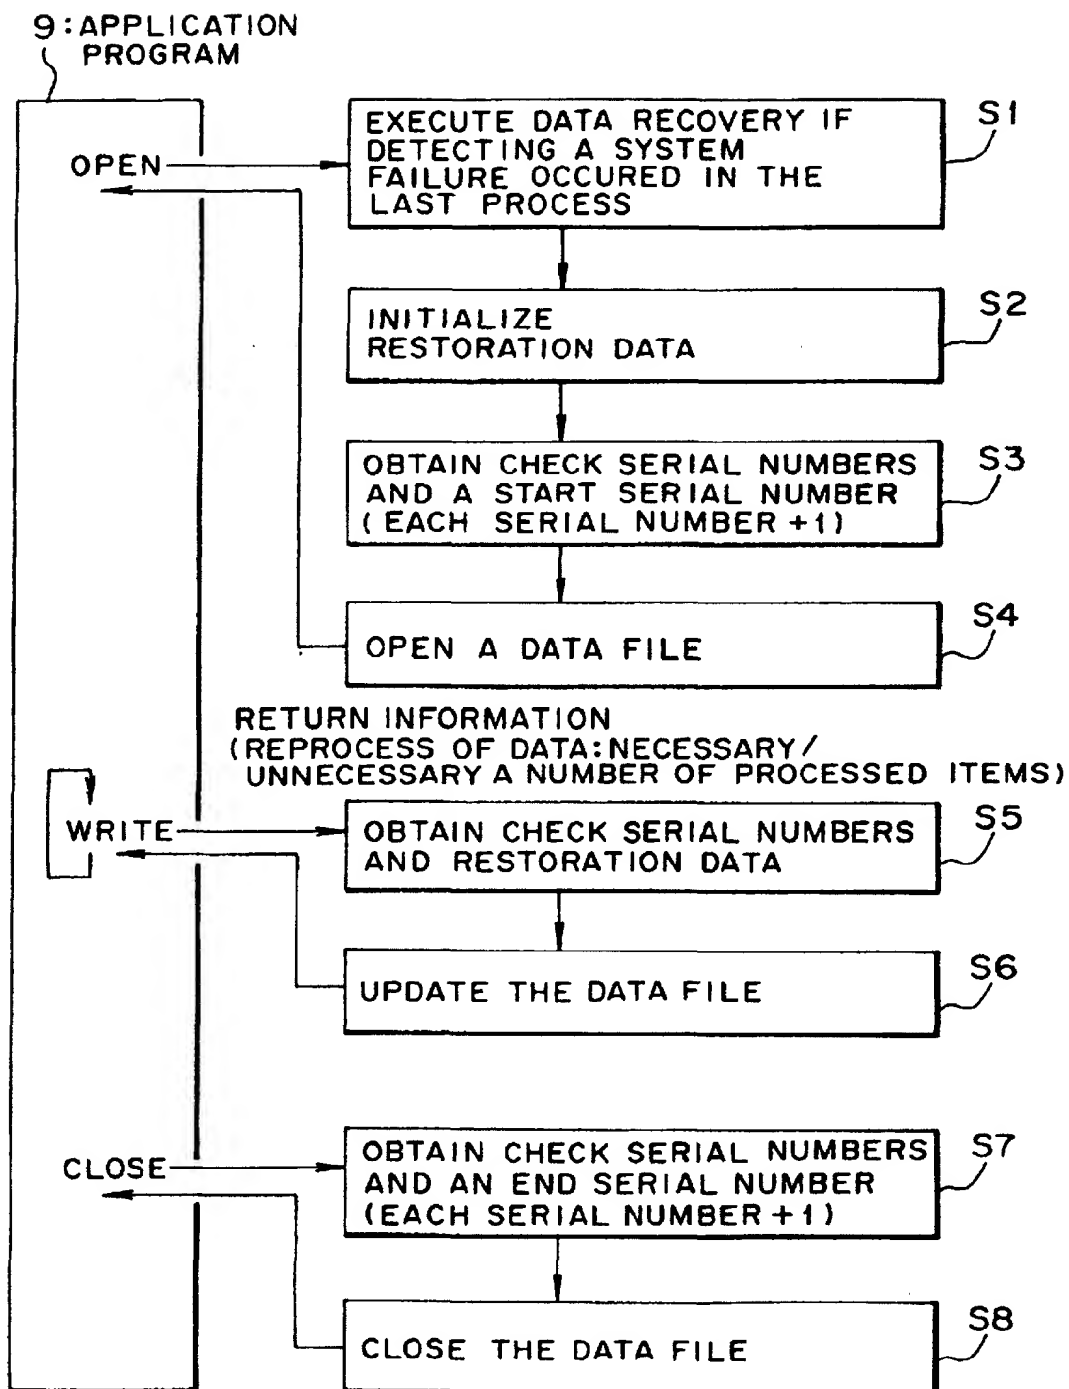 9:APPLICATION
PROGRAM
OPEN
EXECUTE DATA RECOVERY IF
DETECTING A SYSTEM
FAILURE OCCURED IN THE
LAST PROCESS
S1
INITIALIZE
RESTORATION DATA
S2
OBTAIN CHECK SERIAL NUMBERS
AND A START SERIAL NUMBER
(EACH SERIAL NUMBER +1)
S3
OPEN A DATA FILE
S4
RETURN INFORMATION
(REPROCESS OF DATA:NECESSARY/
UNNECESSARY A NUMBER OF PROCESSED ITEMS)
WRITE
OBTAIN CHECK SERIAL NUMBERS
AND RESTORATION DATA
S5
UPDATE THE DATA FILE
S6
CLOSE
OBTAIN CHECK SERIAL NUMBERS
AND AN END SERIAL NUMBER
(EACH SERIAL NUMBER +1)
S7
CLOSE THE DATA FILE
S8